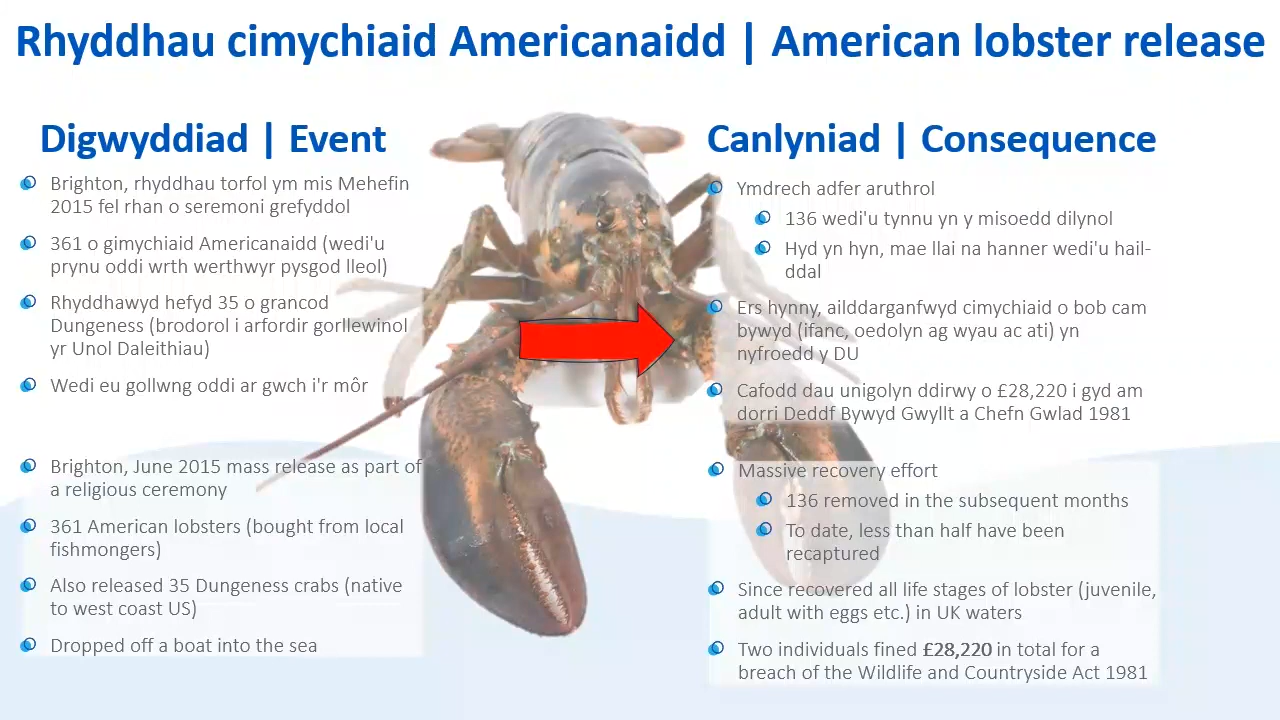 Rhyddhau cimychiaid Americanaidd | American lobster release
Digwyddiad | Event
Brighton, rhyddhau torfol ym mis Mehefin
2015 fel rhan o seremoni grefyddol
361 o gimychiaid Americanaidd (wedi'u
prynu oddi wrth werthwyr pysgod lleol)
Rhyddhawyd hefyd 35 o grancod
Dungeness (brodorol i arfordir gorllewinol
yr Unol Daleithiau)
Wedi eu gollwng oddi ar gwch i'r môr
Brighton, June 2015 mass release as part of
a religious ceremony
361 American lobsters (bought from local
fishmongers)
Also released 35 Dungeness crabs (native
to west coast US)
Dropped off a boat into the sea
Canlyniad | Consequence
Ymdrech adfer aruthrol
136 wedi'u tynnu yn y misoedd dilynol
Hyd yn hyn, mae llai na hanner wedi'u hail-
ddal
Ers hynny, ailddarganfwyd cimychiaid o bob cam
bywyd (ifanc, oedolyn ag wyau ac ati) yn
nyfroedd y DU
Cafodd dau unigolyn ddirwy o £28,220 i gyd am
dorri Deddf Bywyd Gwyllt a Chefn Gwlad 1981
Massive recovery effort
136 removed in the subsequent months
To date, less than half have been
recaptured
Since recovered all life stages of lobster (juvenile,
adult with eggs etc.) in UK waters
Two individuals fined £28,220 in total for a
breach of the Wildlife and Countryside Act 1981